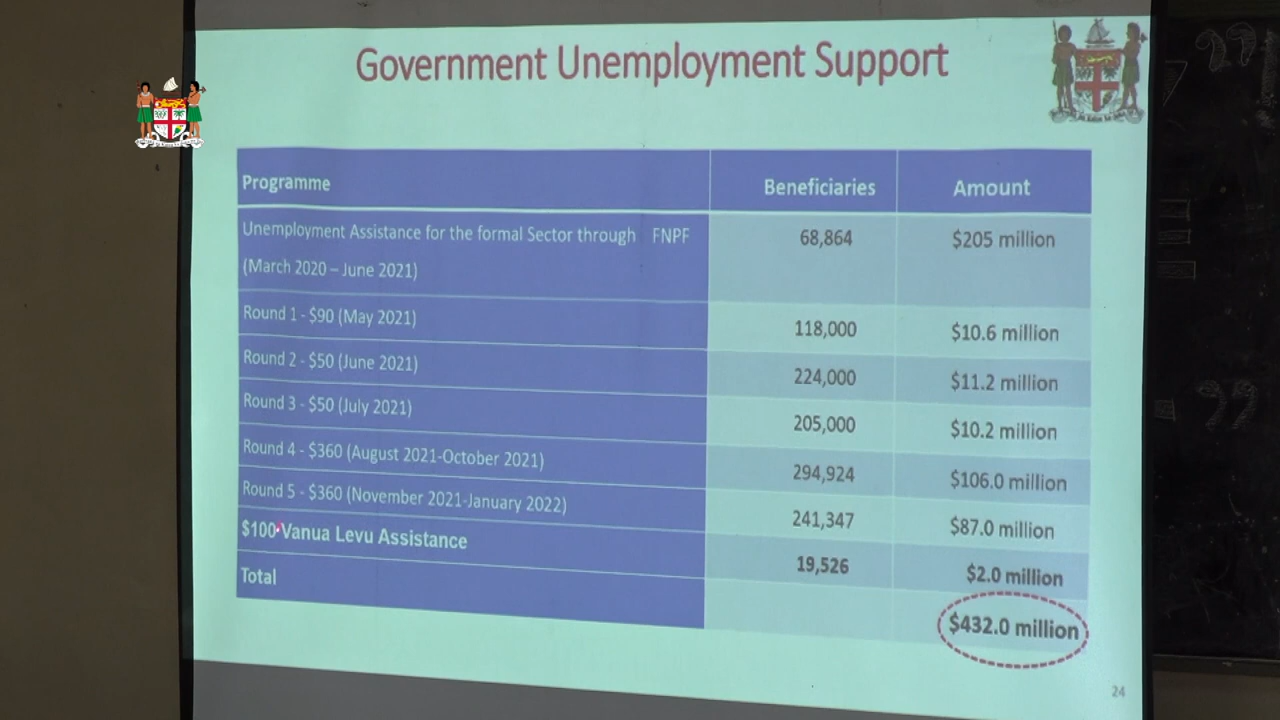 Government Unemployment Support
Programme Beneficiaries Amount
Unemployment Assistance for the formal Sector through FNPF 68,864 $205 million
(March 2020 – June 2021)
Round 1 - $90 (May 2021) 118,000 $10.6 million
Round 2 - $50 (June 2021) 224,000 $11.2 million
Round 3 - $50 (July 2021) 205,000 $10.2 million
Round 4 - $360 (August 2021-October 2021) 294,924 $106.0 million
Round 5 - $360 (November 2021-January 2022) 241,347 $87.0 million
$100 Vanua Levu Assistance 19,526 $2.0 million
Total $432.0 million
24